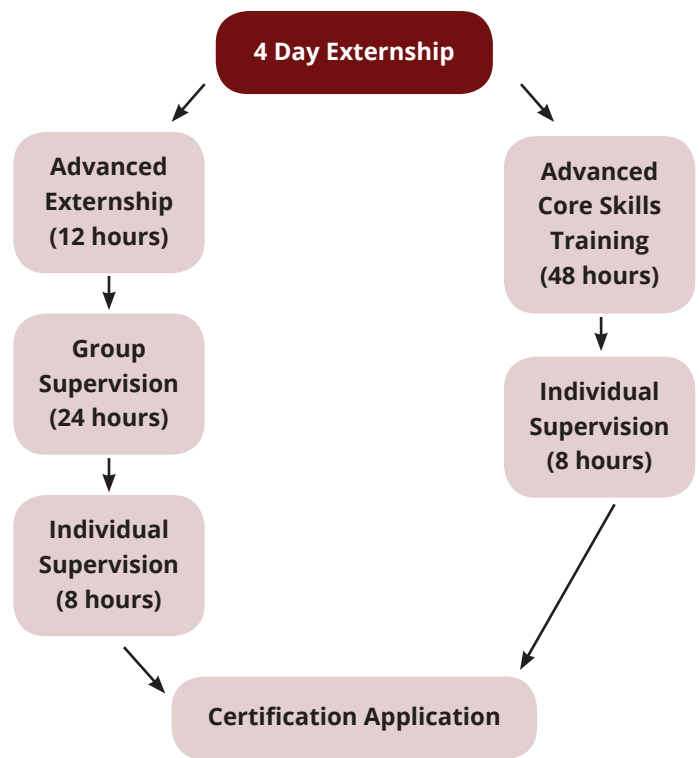 4 Day Externship
Advanced
Externship
(12 hours)
Group
Supervision
(24 hours)
Individual
Supervision
(8 hours)
Advanced
Core Skills
Training
(48 hours)
Individual
Supervision
(8 hours)
Certification Application